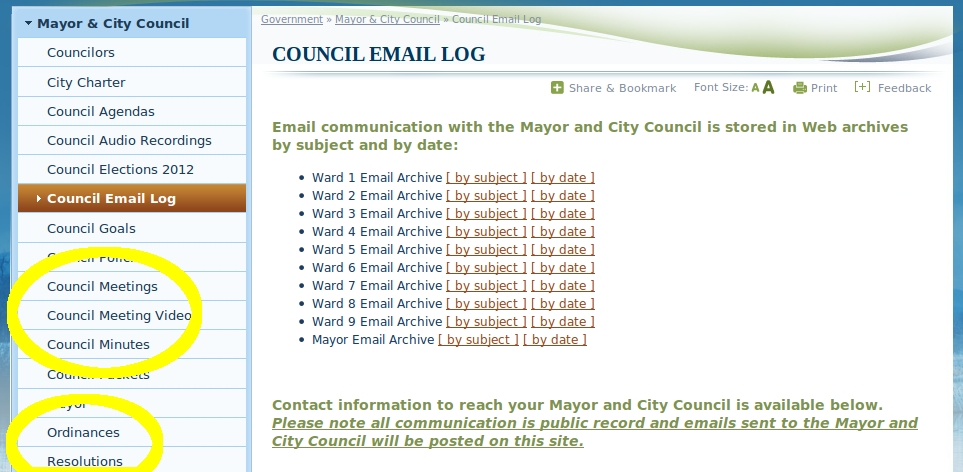 Mayor & City Council
Councilors
City Charter
Council Agendas
Council Audio Recordings
Council Elections 2012
Council Email Log
Council Goals
Council
Council Meetings
Council Meeting Video
Council Minutes
Council Packets
Mayor
Ordinances
Resolutions
Government » Mayor & City Council » Council Email Log
COUNCIL EMAIL LOG
Share & Bookmark Font Size: A A Print [+] Feedback
Email communication with the Mayor and City Council is stored in Web archives
by subject and by date:
• Ward 1 Email Archive [ by subject ] [ by date ]
• Ward 2 Email Archive [ by subject ] [ by date ]
• Ward 3 Email Archive [ by subject ] [ by date ]
• Ward 4 Email Archive [ by subject ] [ by date ]
• Ward 5 Email Archive [ by subject ] [ by date ]
• Ward 6 Email Archive [ by subject ] [ by date ]
• Ward 7 Email Archive [ by subject ] [ by date ]
• Ward 8 Email Archive [ by subject ] [ by date ]
• Ward 9 Email Archive [ by subject ] [ by date ]
• Mayor Email Archive [ by subject ] [ by date ]
Contact information to reach your Mayor and City Council is available below.
Please note all communication is public record and emails sent to the Mayor and
City Council will be posted on this site.